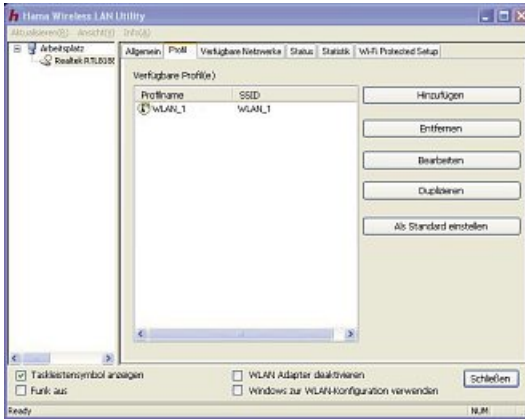 Hama Wireless LAN Utility
Aktualisieren(R) Ansicht(V) Info(A)
Arbeitsplatz
Realtek RTL8188
Allgemein Profil Verfügbare Netzwerke Status Statistik Wi-Fi Protected Setup
Verfügbare Profil(e)
Profilname SSID
WLAN_1 WLAN_1
Hinzufügen
Entfernen
Bearbeiten
Duplizieren
Als Standard einstellen
Taskleistensymbol anzeigen
Funk aus
WLAN Adapter deaktivieren
Windows zur WLAN-Konfiguration verwenden
Schließen
Ready NUM